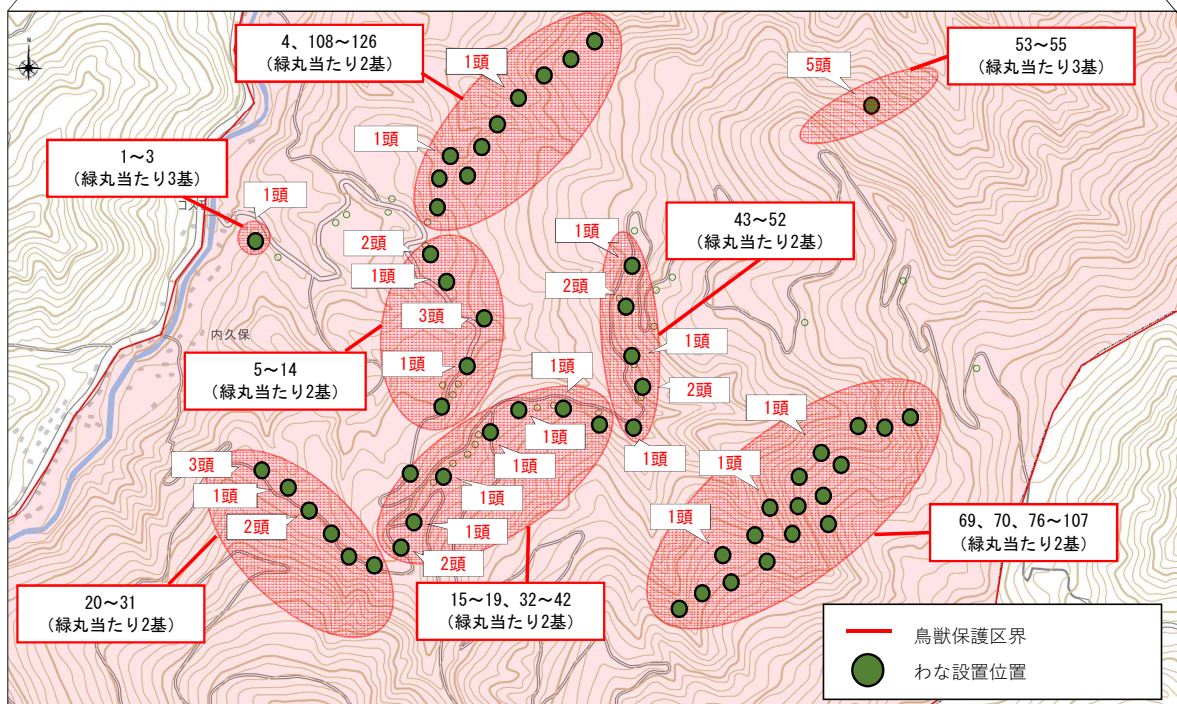 N
4、108～126
（緑丸当たり2基）
1頭
5頭
53～55
（緑丸当たり3基）
1頭
1～3
（緑丸当たり3基）
1頭
43～52
（緑丸当たり2基）
1頭
2頭
1頭
2頭
3頭
内久保
1頭
5～14
（緑丸当たり2基）
1頭
1頭
2頭
1頭
1頭
1頭
1頭
1頭
3頭
1頭
1頭
1頭
2頭
1頭
1頭
69、70、76～107
（緑丸当たり2基）
2頭
20～31
（緑丸当たり2基）
15～19、32～42
（緑丸当たり2基）
鳥獣保護区界
わな設置位置